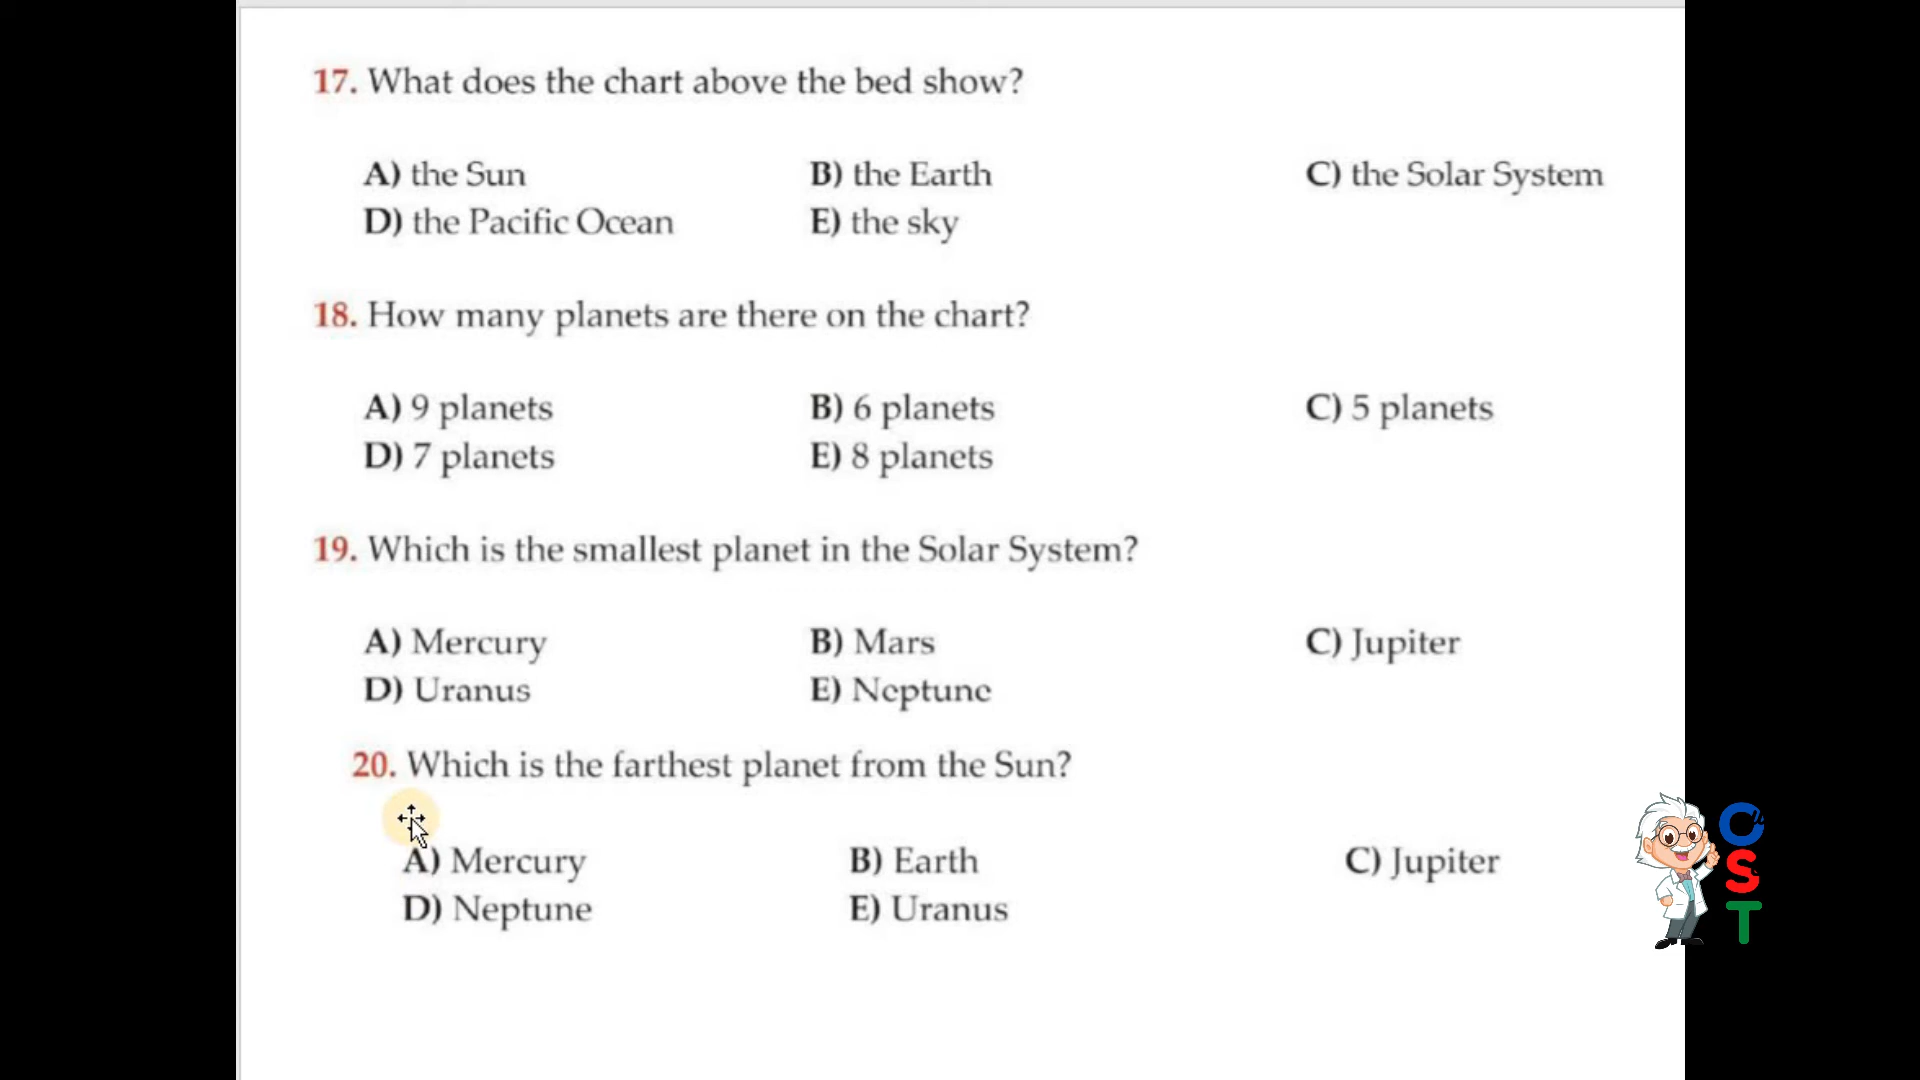 17. What does the chart above the bed show?
A) the Sun B) the Earth C) the Solar System
D) the Pacific Ocean E) the sky
18. How many planets are there on the chart?
A) 9 planets B) 6 planets C) 5 planets
D) 7 planets E) 8 planets
19. Which is the smallest planet in the Solar System?
A) Mercury B) Mars C) Jupiter
D) Uranus E) Neptune
20. Which is the farthest planet from the Sun?
A) Mercury B) Earth C) Jupiter
D) Neptune E) Uranus
C
S
T